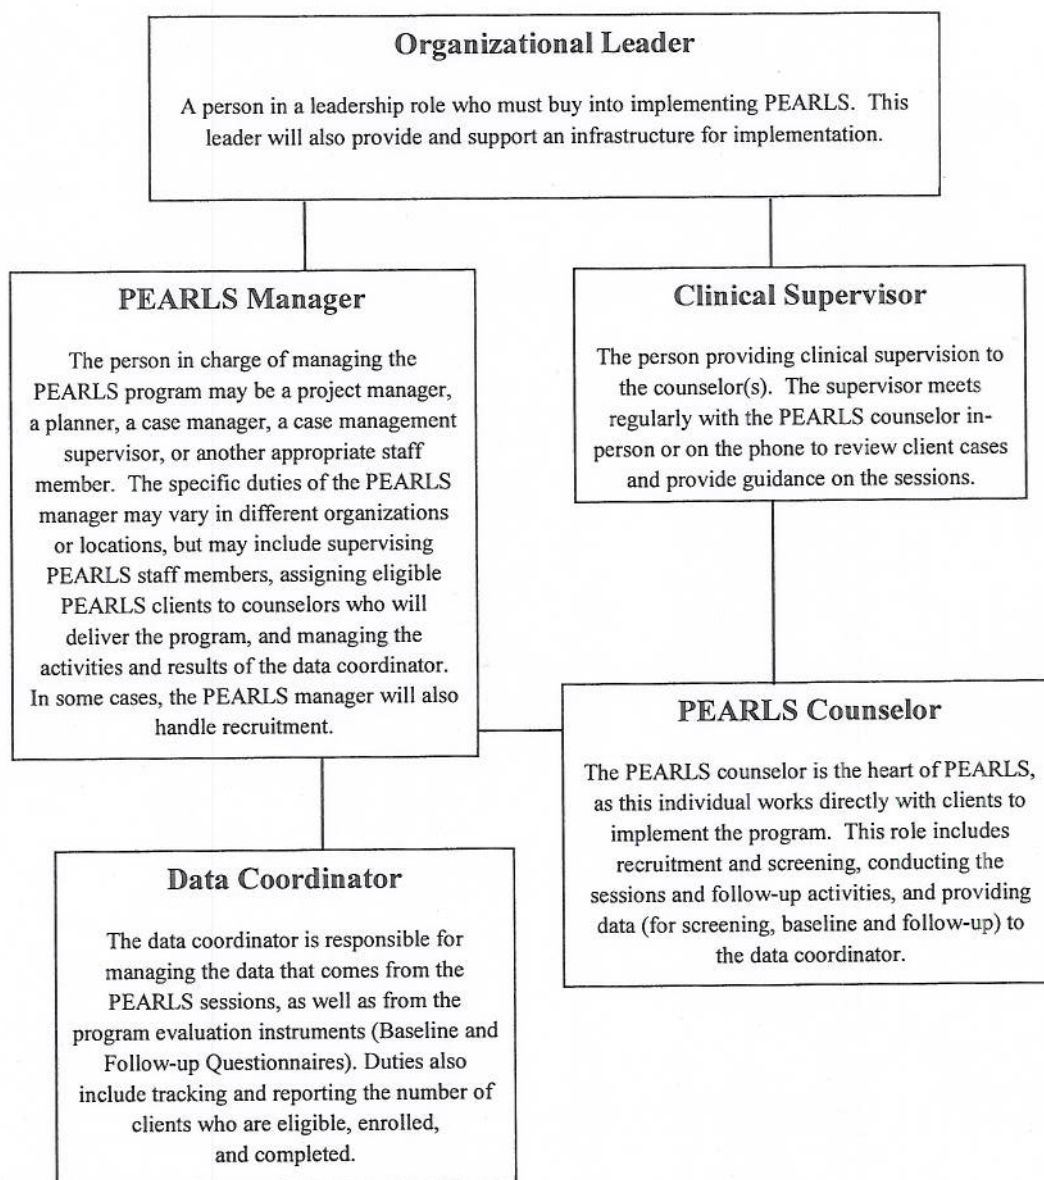 Organizational Leader
A person in a leadership role who must buy into implementing PEARLS. This
leader will also provide and support an infrastructure for implementation.
PEARLS Manager
The person in charge of managing the
PEARLS program may be a project manager,
a planner, a case manager, a case management
supervisor, or another appropriate staff
member. The specific duties of the PEARLS
manager may vary in different organizations
or locations, but may include supervising
PEARLS staff members, assigning eligible
PEARLS clients to counselors who will
deliver the program, and managing the
activities and results of the data coordinator.
In some cases, the PEARLS manager will also
handle recruitment.
Clinical Supervisor
The person providing clinical supervision to
the counselor(s). The supervisor meets
regularly with the PEARLS counselor in-
person or on the phone to review client cases
and provide guidance on the sessions.
PEARLS Counselor
The PEARLS counselor is the heart of PEARLS,
as this individual works directly with clients to
implement the program. This role includes
recruitment and screening, conducting the
sessions and follow-up activities, and providing
data (for screening, baseline and follow-up) to
the data coordinator.
Data Coordinator
The data coordinator is responsible for
managing the data that comes from the
PEARLS sessions, as well as from the
program evaluation instruments (Baseline and
Follow-up Questionnaires). Duties also
include tracking and reporting the number of
clients who are eligible, enrolled,
and completed.